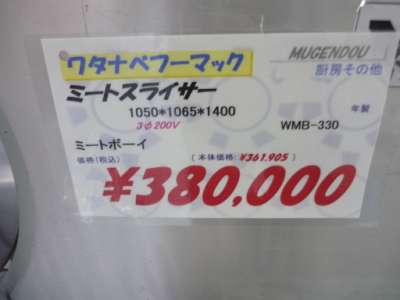 ワタナベフーマック
MUGENDOU
厨房その他
ミートスライサー
1050*1065*1400
年製
3φ200V
WMB-330
ミートボーイ
価格(税込)
(本体価格: ¥361,905)
¥380,000